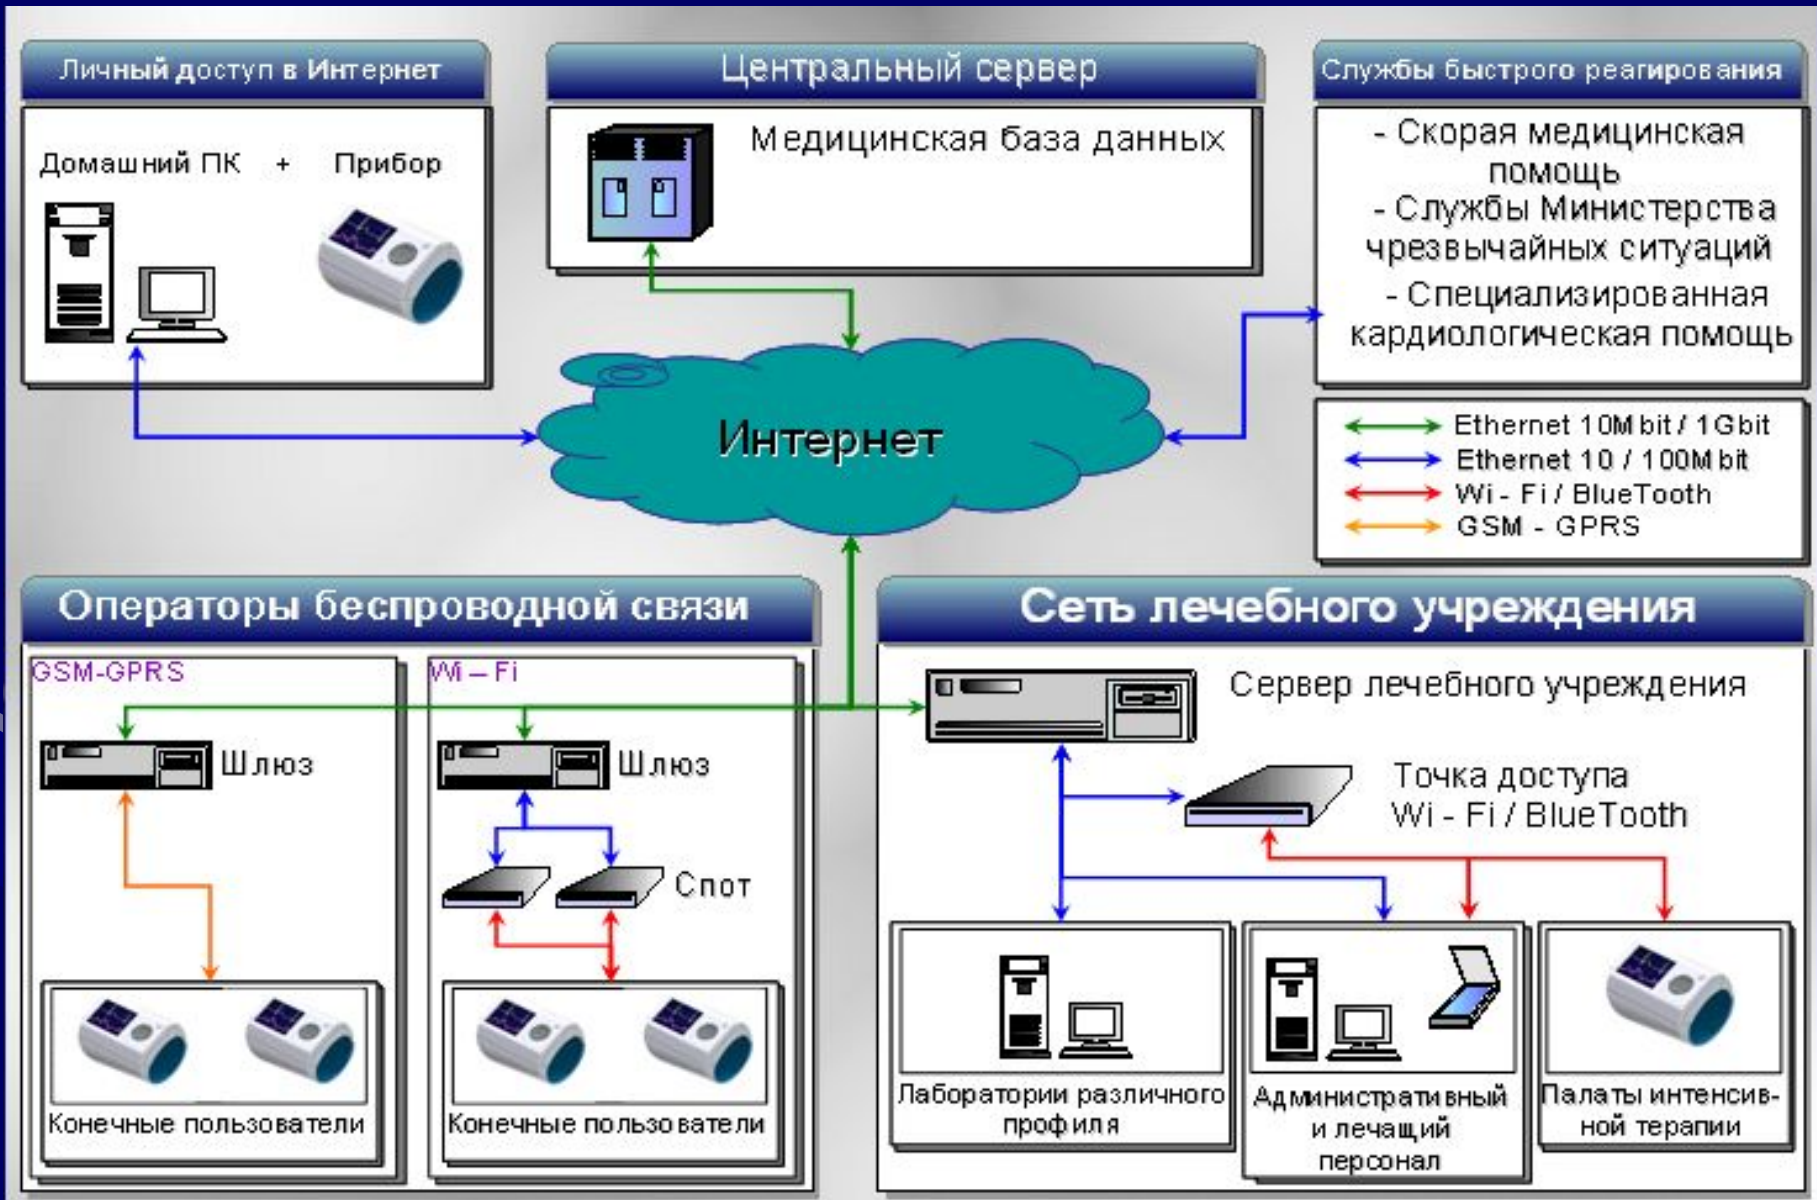 Личный доступ в Интернет
Домашний ПК + Прибор
Центральный сервер
Медицинская база данных
Службы быстрого реагирования
- Скорая медицинская
помощь
- Службы Министерства
чрезвычайных ситуаций
- Специализированная
кардиологическая помощь
Интернет
Ethernet 10Mbit / 1Gbit
Ethernet 10 / 100Mbit
Wi - Fi / BlueTooth
GSM - GPRS
Операторы беспроводной связи
GSM-GPRS
Шлюз
Конечные пользователи
Wi – Fi
Шлюз
Спот
Конечные пользователи
Сеть лечебного учреждения
Сервер лечебного учреждения
Точка доступа
Wi - Fi / BlueTooth
Лаборатории различного
профиля
Административный
и лечащий
персонал
Палаты интенсив-
ной терапии